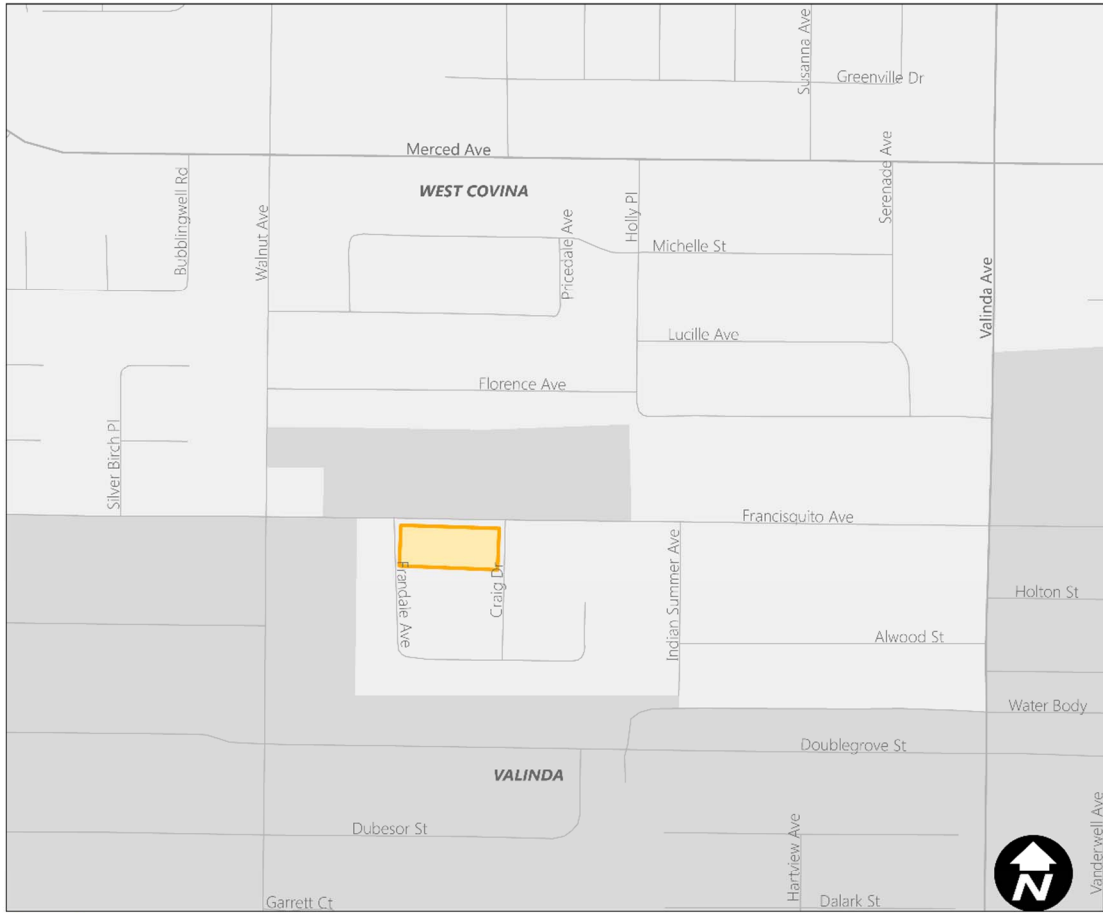 Susanna Ave
Greenville Dr
Merced Ave
Serenade Ave
WEST COVINA
Bubblingwell Rd
Walnut Ave
Pricedale Ave
Holly Pl
Michelle St
Valinda Ave
Lucille Ave
Florence Ave
Silver Birch Pl
Francisquito Ave
Frandale Ave
Craig Dr
Indian Summer Ave
Holton St
Alwood St
Water Body
Doublegrove St
VALINDA
Dubesor St
Hartview Ave
Vanderwell Ave
Garrett Ct
Dalark St
N